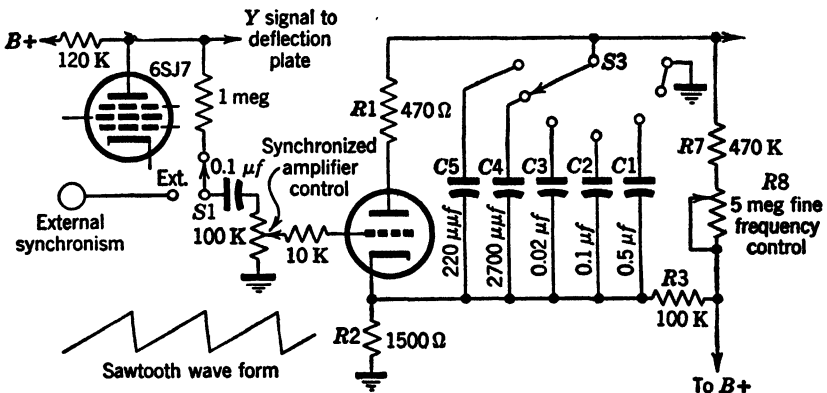 B+
120 K
Y signal to
deflection
plate
6SJ7
1 meg
0.1 µf
Ext.
S1
External
synchronism
Synchronized
amplifier
control
100 K
10 K
R1
470 Ω
S3
C5
C4
C3
C2
C1
220 µµf
2700 µµf
0.02 µf
0.1 µf
0.5 µf
R7
470 K
R8
5 meg fine
frequency
control
R3
100 K
R2
1500 Ω
Sawtooth wave form
To B+